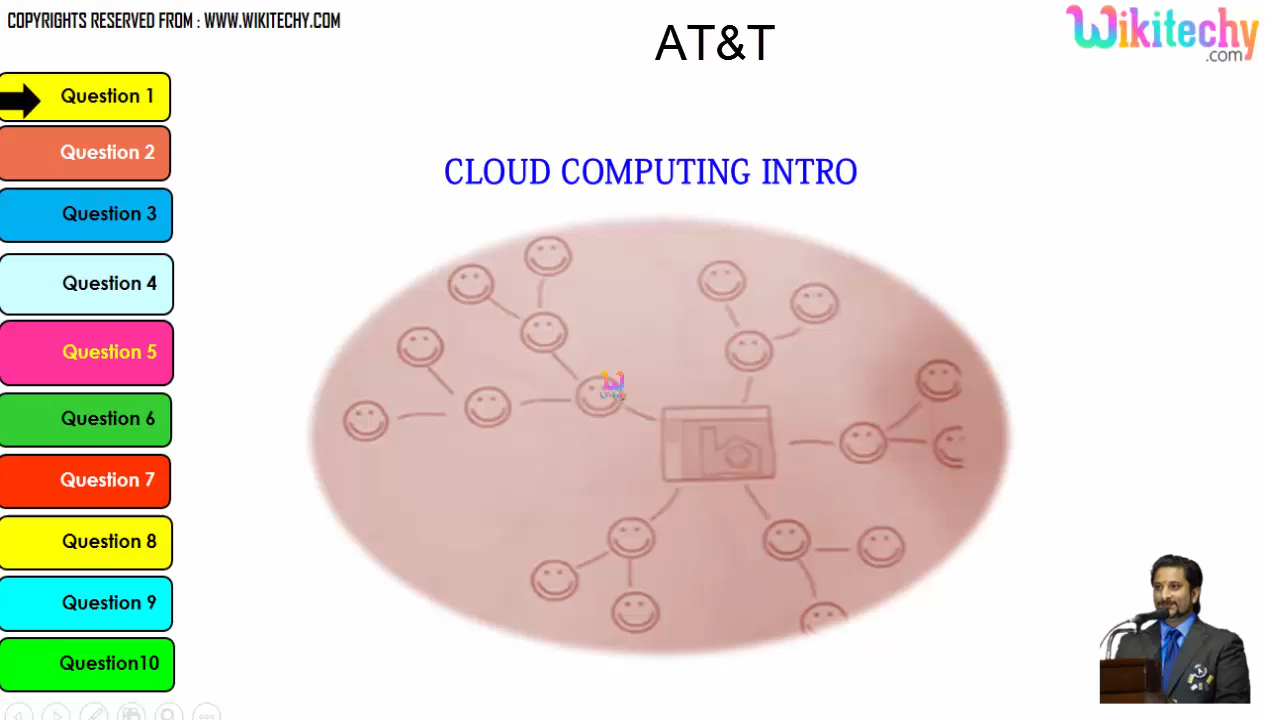 COPYRIGHTS RESERVED FROM : WWW.WIKITECHY.COM
AT&T
Wikitechy
.com
Question 1
Question 2
Question 3
Question 4
Question 5
Question 6
Question 7
Question 8
Question 9
Question10
CLOUD COMPUTING INTRO